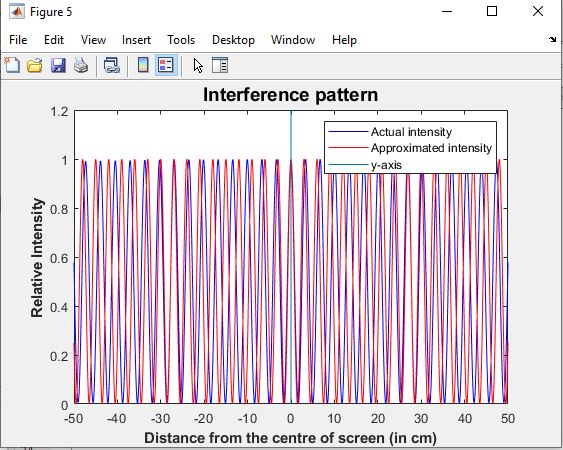 Figure 5
File Edit View Insert Tools Desktop Window Help
Interference pattern
Actual intensity
Approximated intensity
y-axis
Relative Intensity
1.2
1
0.8
0.6
0.4
0.2
0
-50 -40 -30 -20 -10 0 10 20 30 40 50
Distance from the centre of screen (in cm)